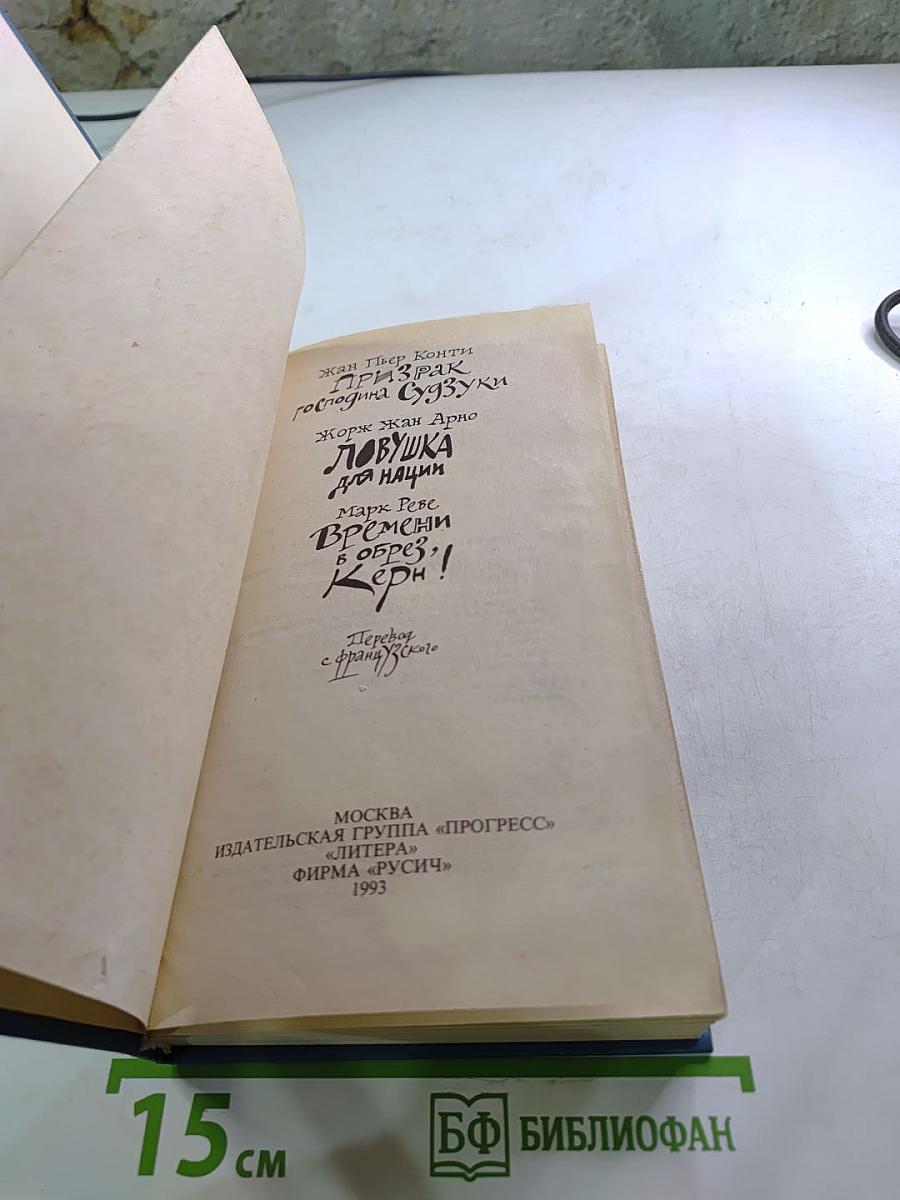 Жан Пьер Конти
Призрак
господина Судзуки
Жорж Жан Арно
Ловушка
для нации
Марк Реве
Времени
в обрез,
Керн!
Перевод
с французского
МОСКВА
ИЗДАТЕЛЬСКАЯ ГРУППА «ПРОГРЕСС»
«ЛИТЕРА»
ФИРМА «РУСИЧ»
1993
15 см
БФ БИБЛИОФАН